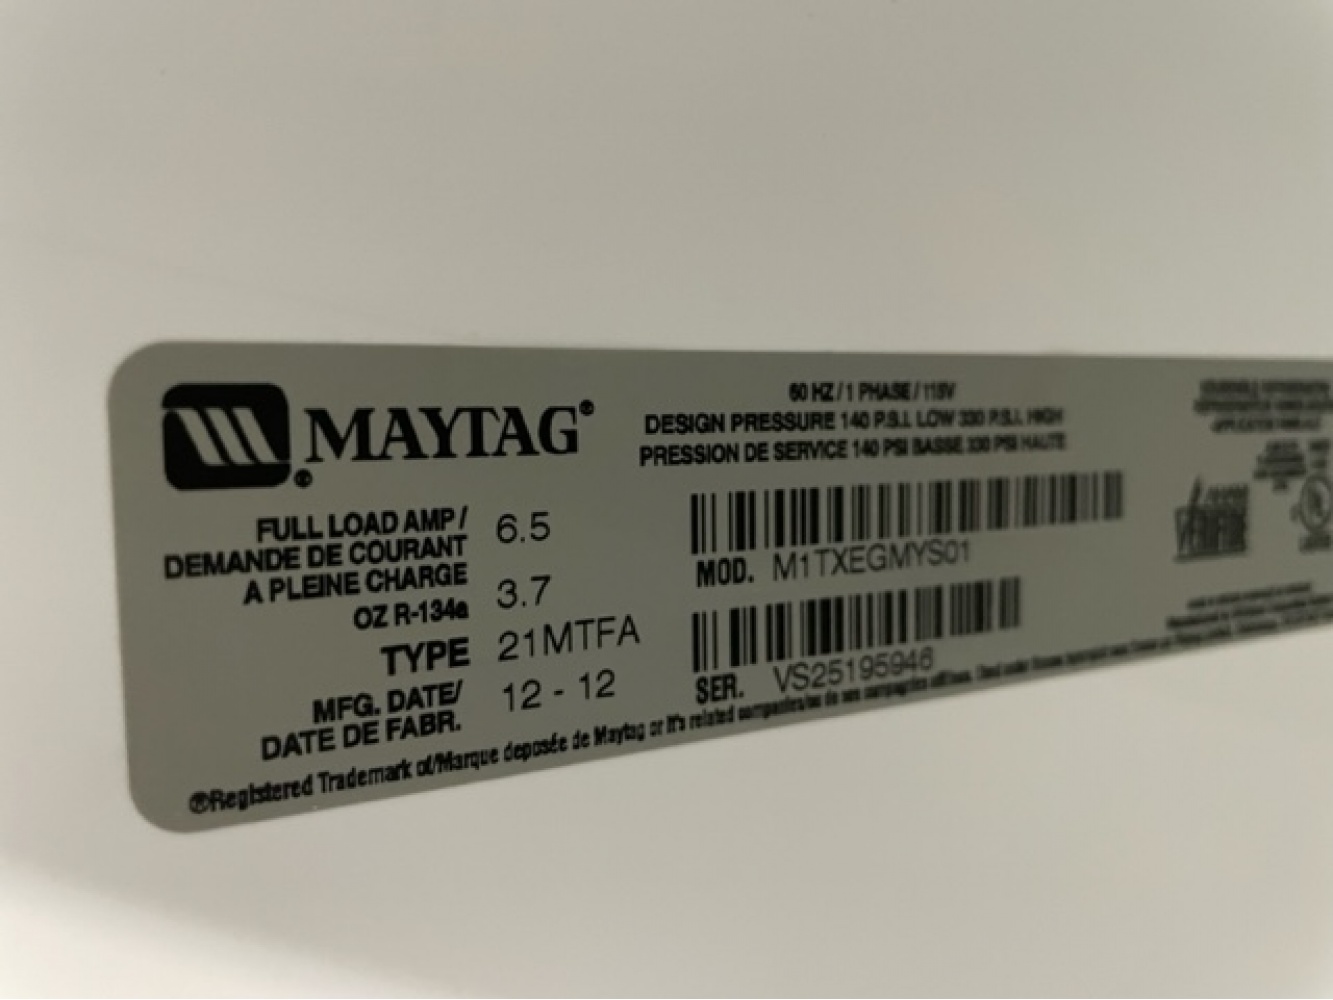 MAYTAG®
®
60 HZ / 1 PHASE / 115V
DESIGN PRESSURE 140 P.S.I. LOW 330 P.S.I. HIGH
PRESSION DE SERVICE 140 PSI BASSE 330 PSI HAUTE
FULL LOAD AMP / 6.5
DEMANDE DE COURANT
A PLEINE CHARGE
OZ R-134a 3.7
TYPE 21MTFA
MFG. DATE/ 12 - 12
DATE DE FABR.
MOD. M1TXEGMYS01
SER. VS25195946
®Registered Trademark of/Marque deposée de Maytag or it's related companies/ou de ses compagnies
VERIFIED
UL